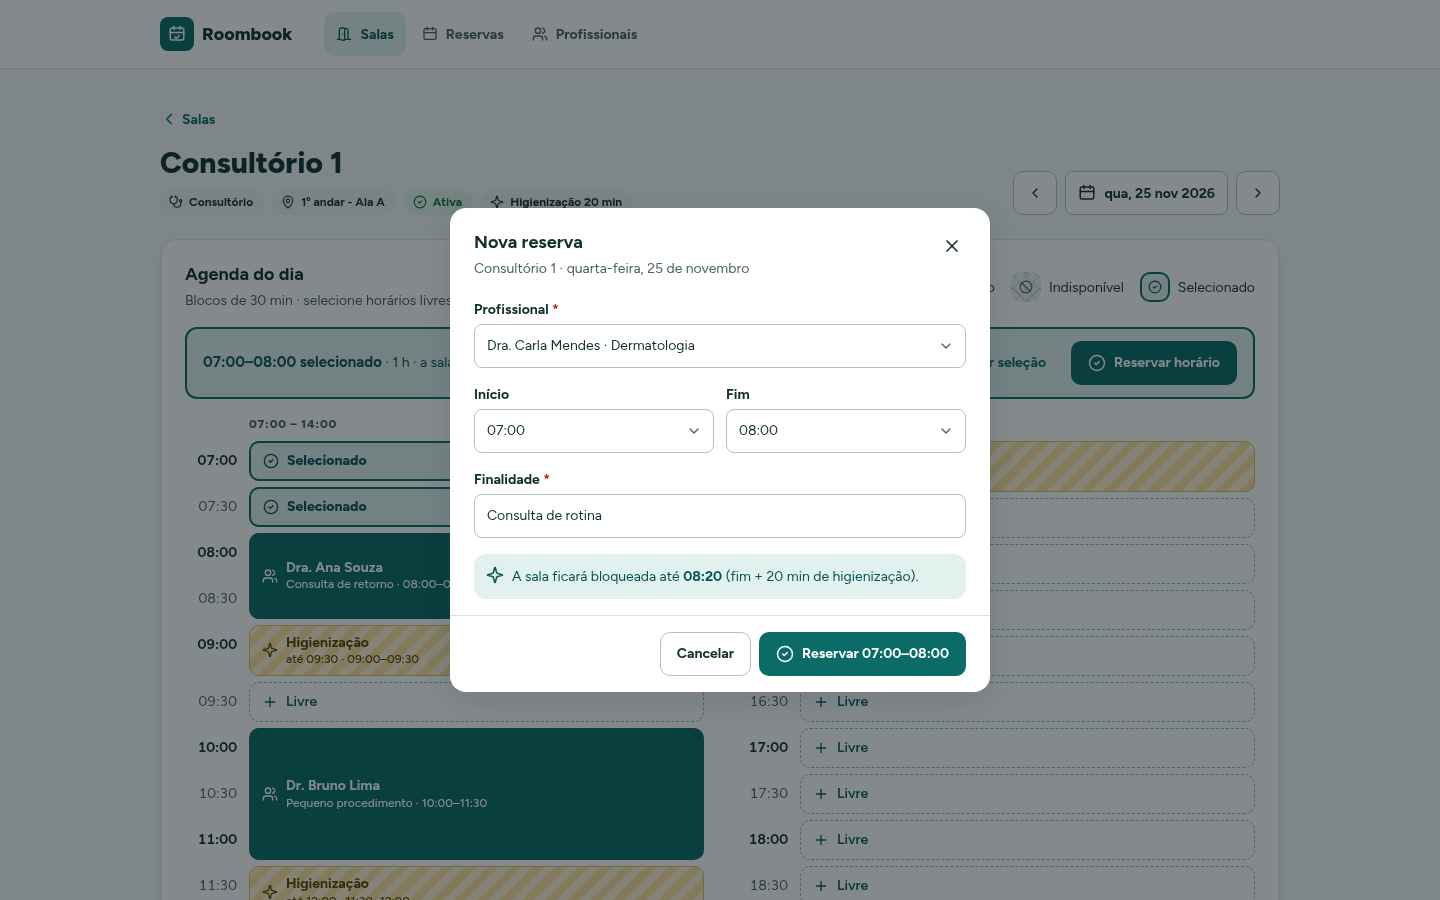 Roombook
Salas
Reservas
Profissionais
Salas
Consultório 1
Consultório
1º andar - Ala A
Ativa
Higienização 20 min
qua, 25 nov 2026
Agenda do dia
Blocos de 30 min · selecione horários livres
Indisponível
Selecionado
07:00–08:00 selecionado · 1 h · a sala
seleção
Reservar horário
Nova reserva
Consultório 1 · quarta-feira, 25 de novembro
Profissional *
Dra. Carla Mendes · Dermatologia
Início
Fim
07:00
08:00
Finalidade *
Consulta de rotina
A sala ficará bloqueada até 08:20 (fim + 20 min de higienização).
Cancelar
Reservar 07:00–08:00
07:00 – 14:00
07:00
Selecionado
07:30
Selecionado
08:00
Dra. Ana Souza
Consulta de retorno · 08:00–0
08:30
09:00
Higienização
até 09:30 · 09:00–09:30
09:30
Livre
10:00
Dr. Bruno Lima
Pequeno procedimento · 10:00–11:30
10:30
11:00
11:30
Higienização
16:30
Livre
17:00
Livre
17:30
Livre
18:00
Livre
18:30
Livre